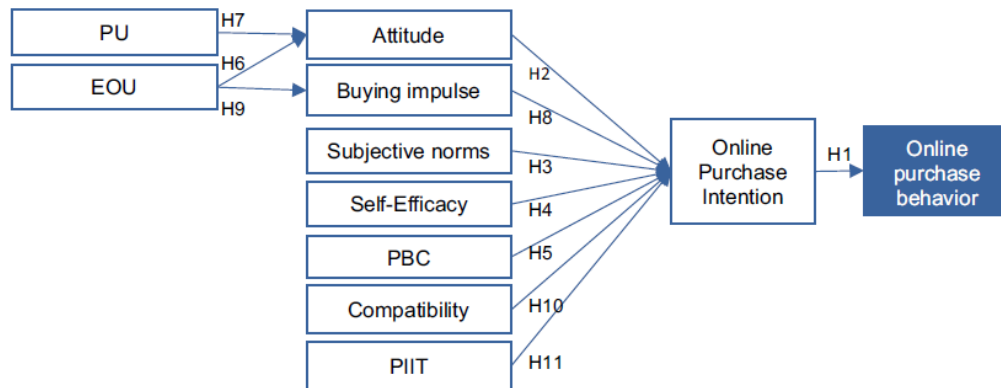 PU
H7
Attitude
EOU
H6
H9
Buying impulse
H2
H8
Subjective norms
H3
Self-Efficacy
H4
PBC
H5
Compatibility
H10
PIIT
H11
Online
Purchase
Intention
H1
Online
purchase
behavior